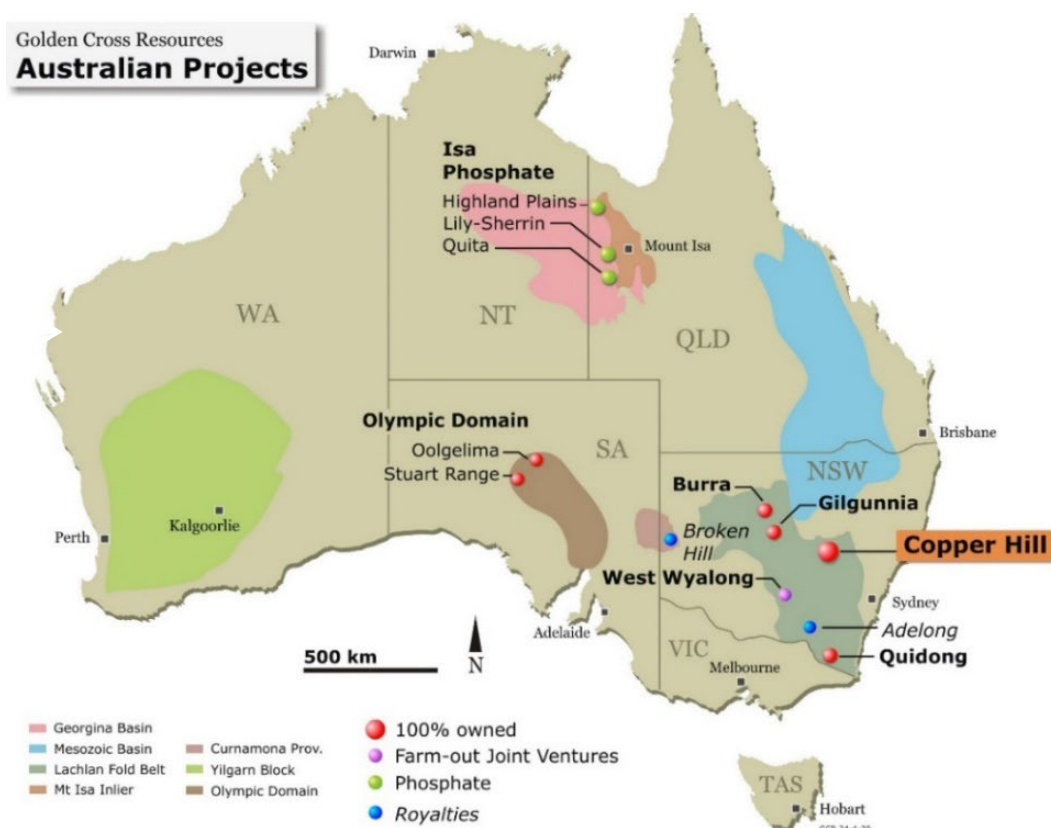 Golden Cross Resources
Australian Projects
Darwin
Isa
Phosphate
Highland Plains
Lily-Sherrin
Quita
Mount Isa
WA
NT
QLD
Olympic Domain
Oolgelima
Stuart Range
SA
Brisbane
NSW
Burra
Gilgunnia
Kalgoorlie
Perth
Broken
Hill
Copper Hill
West Wyalong
Sydney
Adelaide
Adelong
500 km
N
VIC
Quidong
Melbourne
Georgina Basin
Mesozoic Basin
Lachlan Fold Belt
Mt Isa Inlier
Curnamona Prov.
Yilgarn Block
Olympic Domain
100% owned
Farm-out Joint Ventures
Phosphate
Royalties
TAS
Hobart